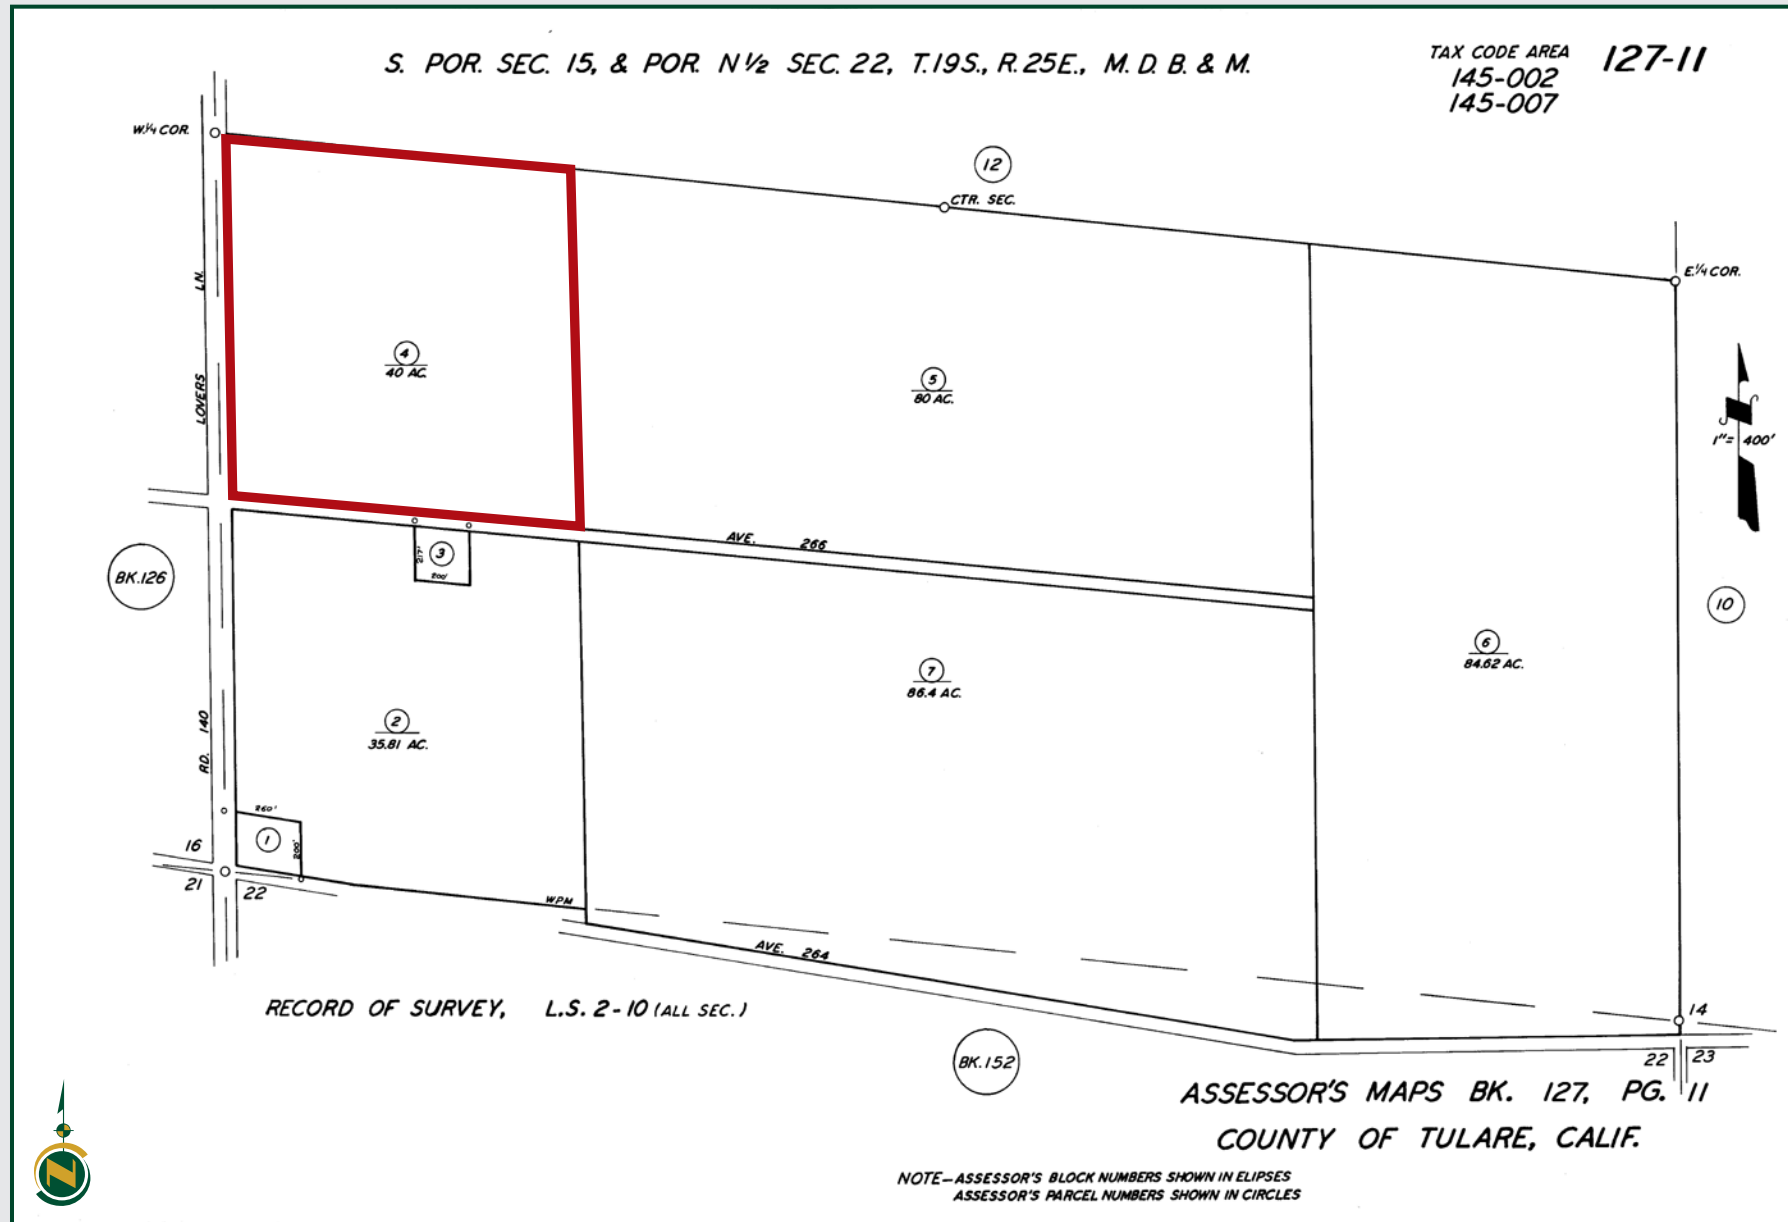 S. POR. SEC. 15, & POR. N 1/2 SEC. 22, T.19S., R.25E., M.D.B. & M.
TAX CODE AREA 127-11
145-002
145-007
W.1/4 COR.
12
CTR. SEC.
E.1/4 COR.
LOVERS LN.
4
40 AC.
5
80 AC.
1"= 400'
AVE. 266
3
217'
200'
BK.126
10
6
84.62 AC.
7
86.4 AC.
2
35.81 AC.
RD. 140
260'
1
200'
16
21 22
WPM
AVE. 264
RECORD OF SURVEY, L.S. 2-10 (ALL SEC.)
14
22 23
BK.152
ASSESSOR'S MAPS BK. 127, PG. 11
COUNTY OF TULARE, CALIF.
NOTE-ASSESSOR'S BLOCK NUMBERS SHOWN IN ELIPSES
ASSESSOR'S PARCEL NUMBERS SHOWN IN CIRCLES
N